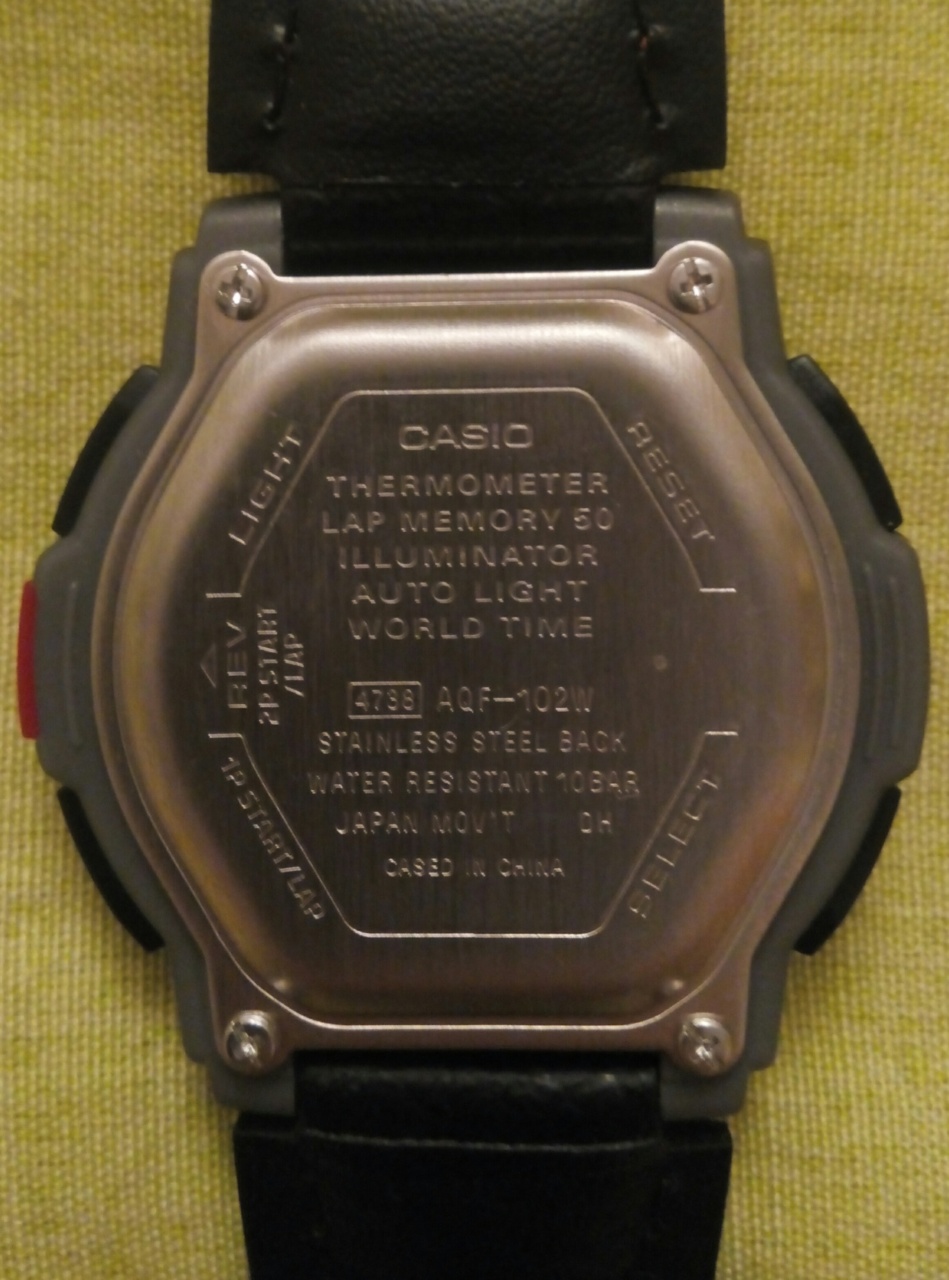 CASIO
THERMOMETER
LAP MEMORY 50
ILLUMINATOR
AUTO LIGHT
WORLD TIME
4738 AQF-102W
STAINLESS STEEL BACK
WATER RESISTANT 10BAR
JAPAN MOV'T DH
CASED IN CHINA
LIGHT
RESET
REV
2P START
/LAP
1P START/LAP
SELECT